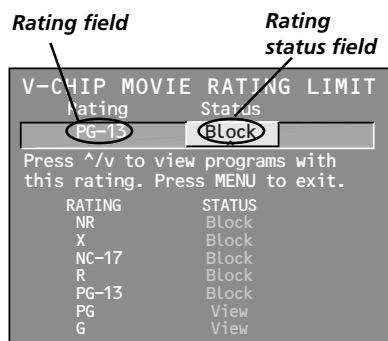 Rating field
Rating
status field
V-CHIP MOVIE RATING LIMIT
Rating Status
PG-13 Block
Press ^/v to view programs with
this rating. Press MENU to exit.
RATING STATUS
NR Block
X Block
NC-17 Block
R Block
PG-13 Block
PG View
G View